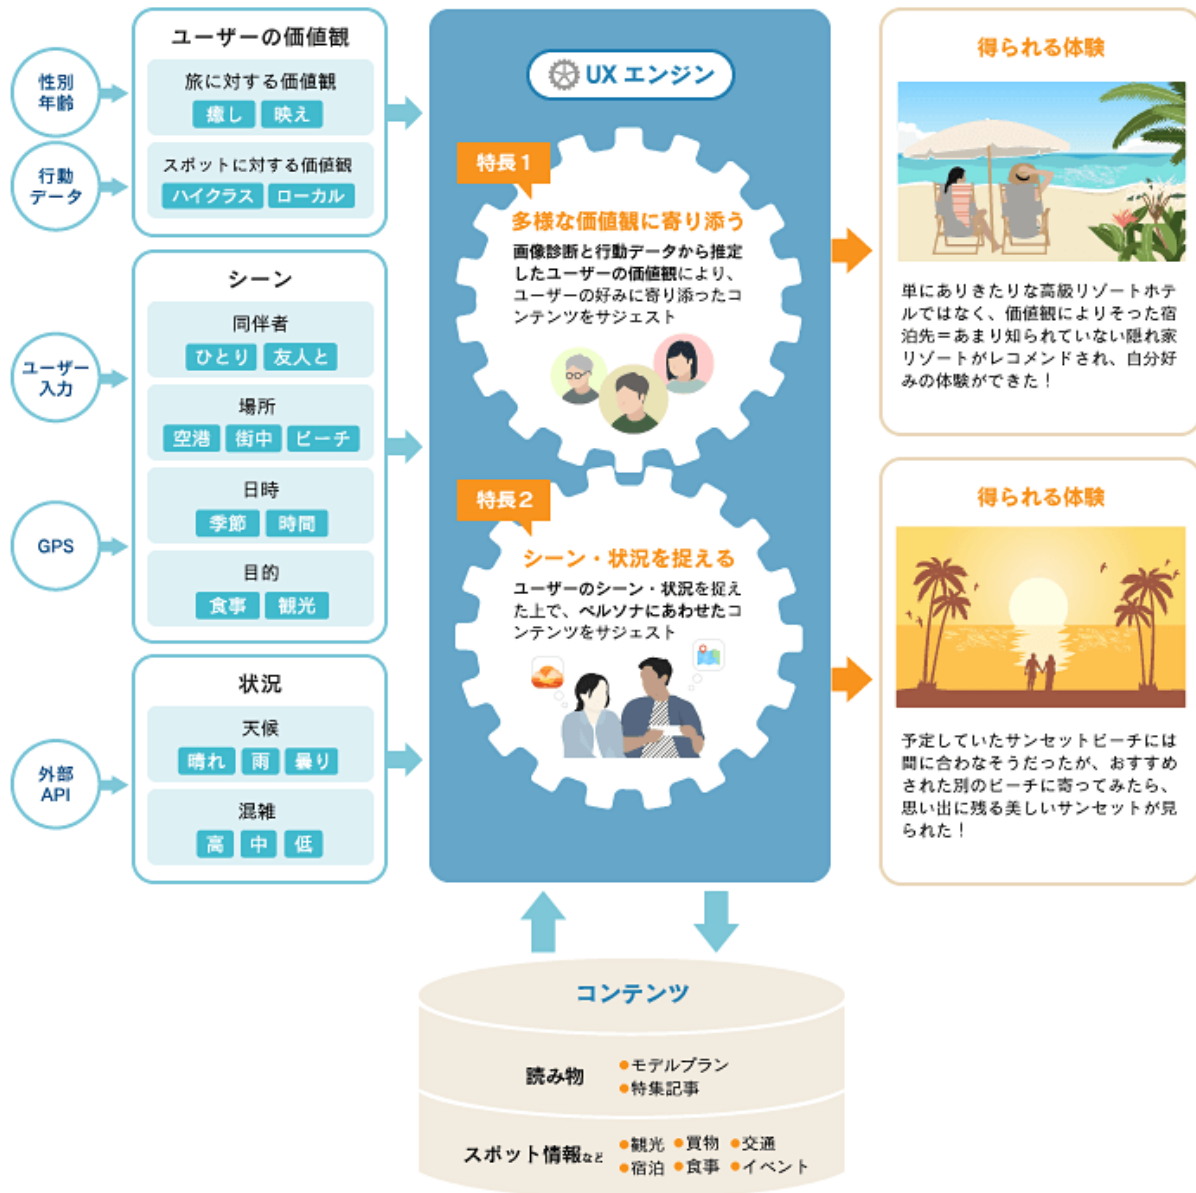 性別
年齢
行動
データ
ユーザーの価値観
旅に対する価値観
癒し 映え
スポットに対する価値観
ハイクラス ローカル
ユーザー
入力
GPS
シーン
同伴者
ひとり 友人と
場所
空港 街中 ビーチ
日時
季節 時間
目的
食事 観光
外部
API
状況
天候
晴れ 雨 曇り
混雑
高 中 低
UX エンジン
特長1
多様な価値観に寄り添う
画像診断と行動データから推定
したユーザーの価値観により、
ユーザーの好みに寄り添ったコ
ンテンツをサジェスト
特長2
シーン・状況を捉える
ユーザーのシーン・状況を捉え
た上で、ペルソナにあわせたコ
ンテンツをサジェスト
得られる体験
単にありきたりな高級リゾートホテ
ルではなく、価値観によりそった宿
泊先＝あまり知られていない隠れ家
リゾートがレコメンドされ、自分好
みの体験ができた！
得られる体験
予定していたサンセットビーチには
間に合わなそうだったが、おすすめ
された別のビーチに寄ってみたら、
思い出に残る美しいサンセットが見
られた！
コンテンツ
読み物
●モデルプラン
●特集記事
スポット情報など
●観光 ●買物 ●交通
●宿泊 ●食事 ●イベント